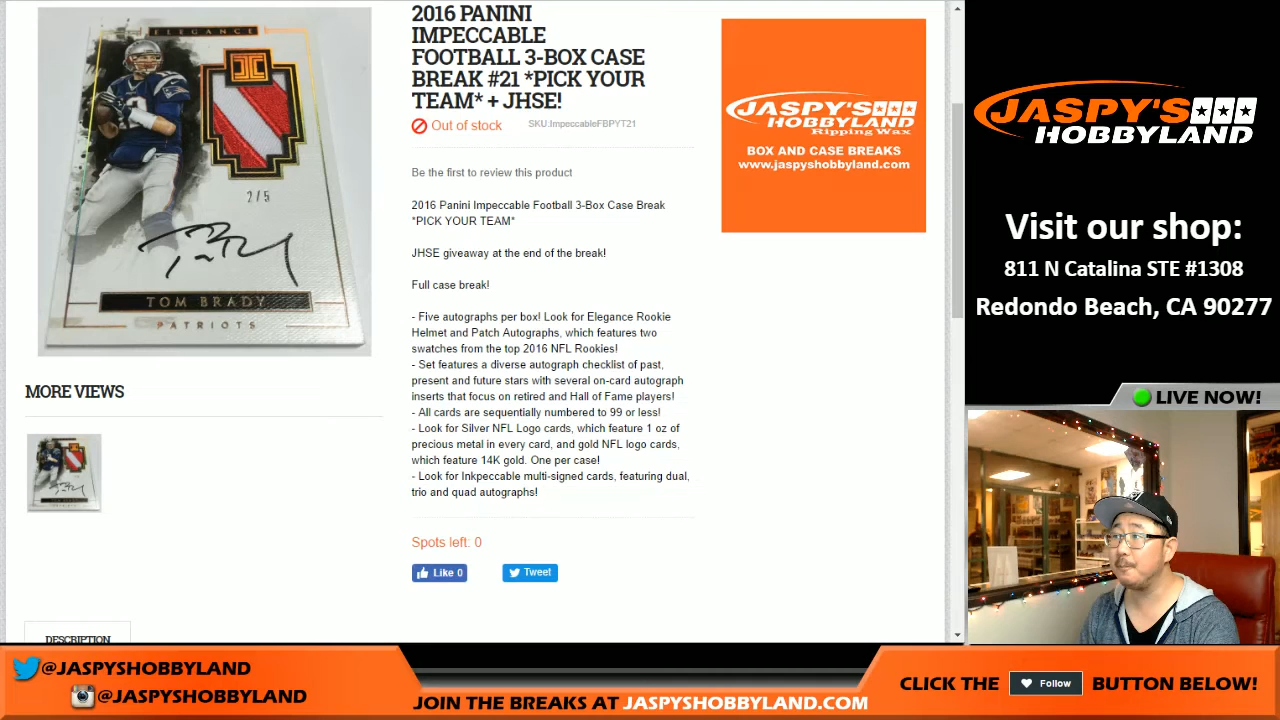 ELEGANCE
2/5
TOM BRADY
PATRIOTS
MORE VIEWS
2016 PANINI
IMPECCABLE
FOOTBALL 3-BOX CASE
BREAK #21 *PICK YOUR
TEAM* + JHSE!
Out of stock
SKU:ImpeccableFBPYT21
Be the first to review this product
2016 Panini Impeccable Football 3-Box Case Break
*PICK YOUR TEAM*
JHSE giveaway at the end of the break!
Full case break!
- Five autographs per box! Look for Elegance Rookie
Helmet and Patch Autographs, which features two
swatches from the top 2016 NFL Rookies!
- Set features a diverse autograph checklist of past,
present and future stars with several on-card autograph
inserts that focus on retired and Hall of Fame players!
- All cards are sequentially numbered to 99 or less!
- Look for Silver NFL Logo cards, which feature 1 oz of
precious metal in every card, and gold NFL logo cards,
which feature 14K gold. One per case!
- Look for Inkpeccable multi-signed cards, featuring dual,
trio and quad autographs!
Spots left: 0
Like 0
Tweet
DESCRIPTION
JASPY'S
HOBBYLAND
Ripping Wax
BOX AND CASE BREAKS
www.jaspyshobbyland.com
JASPY'S
HOBBYLAND
Visit our shop:
811 N Catalina STE #1308
Redondo Beach, CA 90277
LIVE NOW!
@JASPYSHOBBYLAND
@JASPYSHOBBYLAND
JOIN THE BREAKS AT JASPYSHOBBYLAND.COM
CLICK THE Follow BUTTON BELOW!